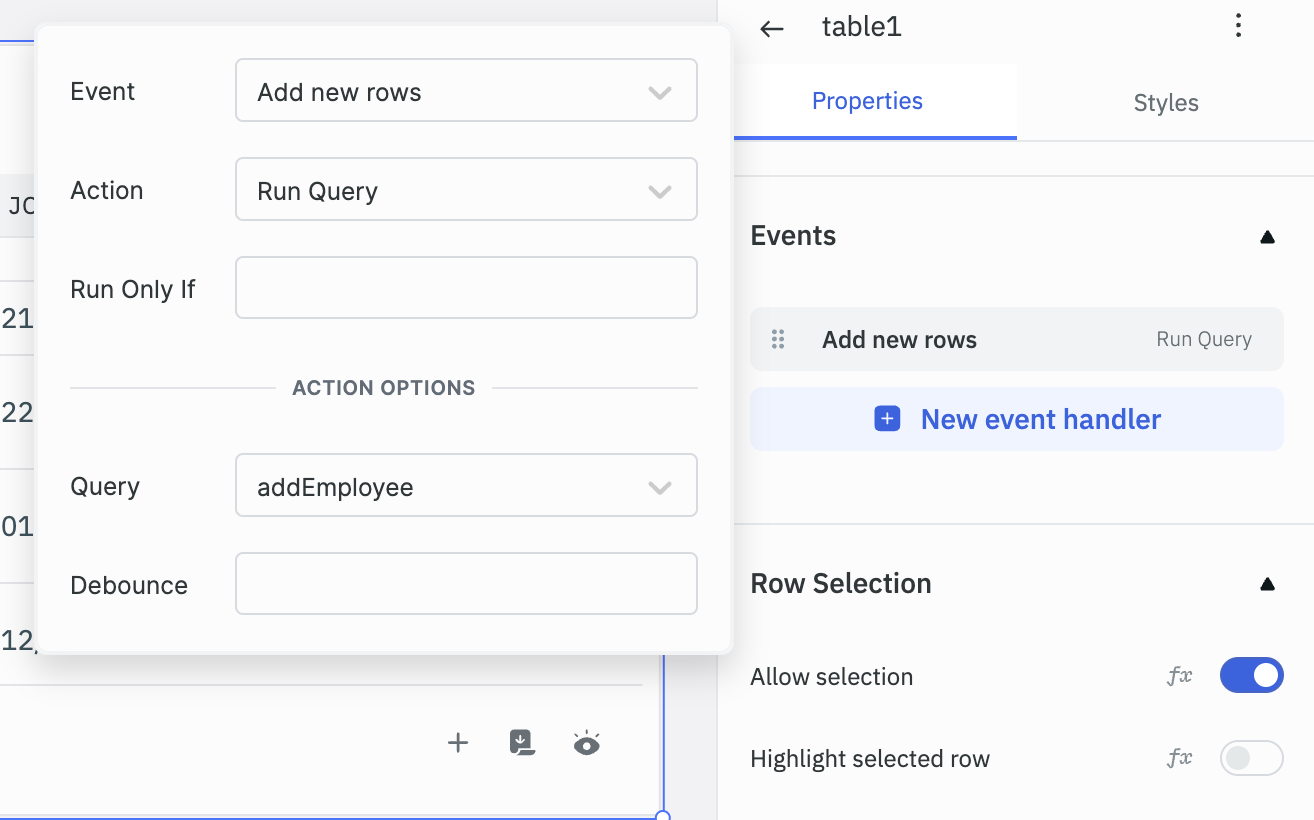 table1
Properties
Styles
Event
Add new rows
Action
Run Query
Run Only If
ACTION OPTIONS
Query
addEmployee
Debounce
21
22
01
12
Events
Add new rows
Run Query
New event handler
Row Selection
Allow selection
fx
Highlight selected row
fx